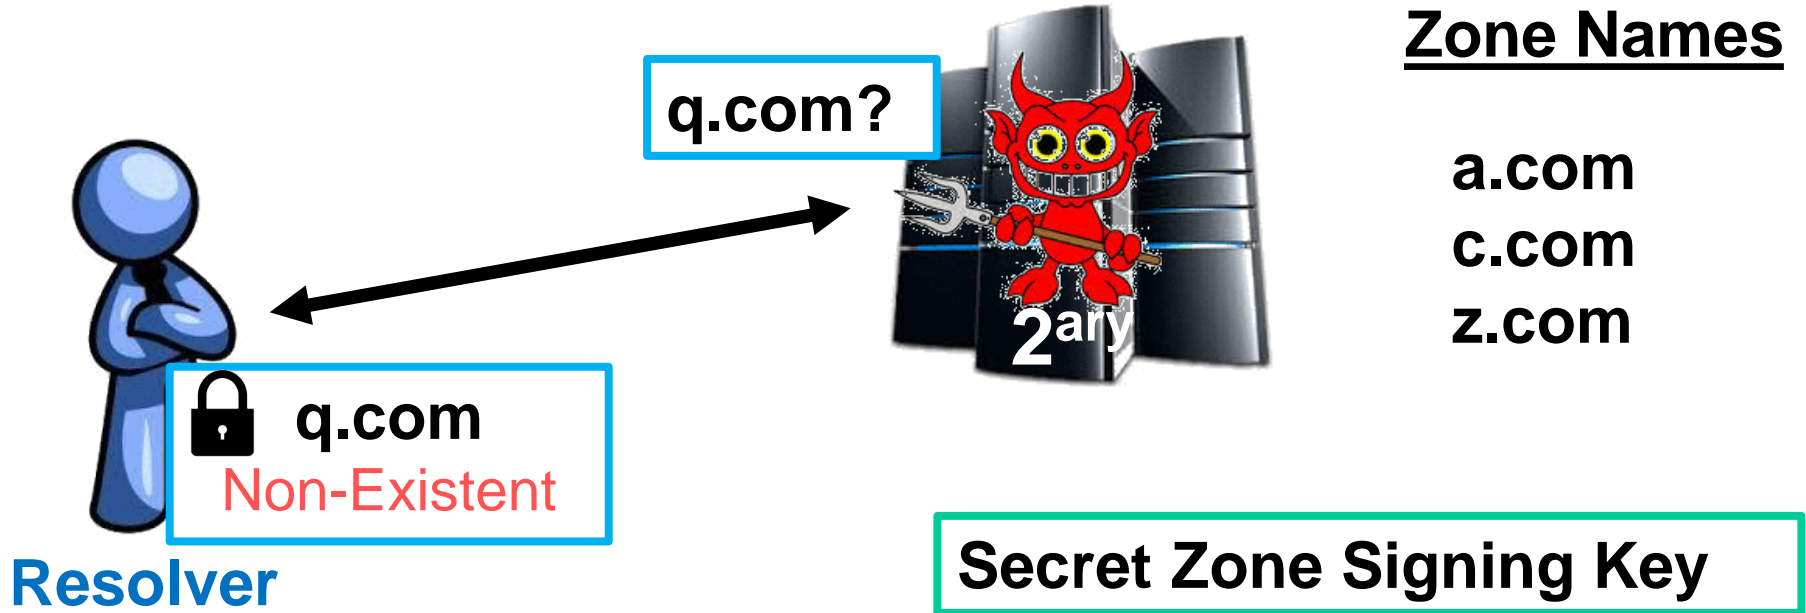 Zone Names
q.com?
a.com
c.com
z.com
2ary
q.com
Non-Existent
Resolver
Secret Zone Signing Key